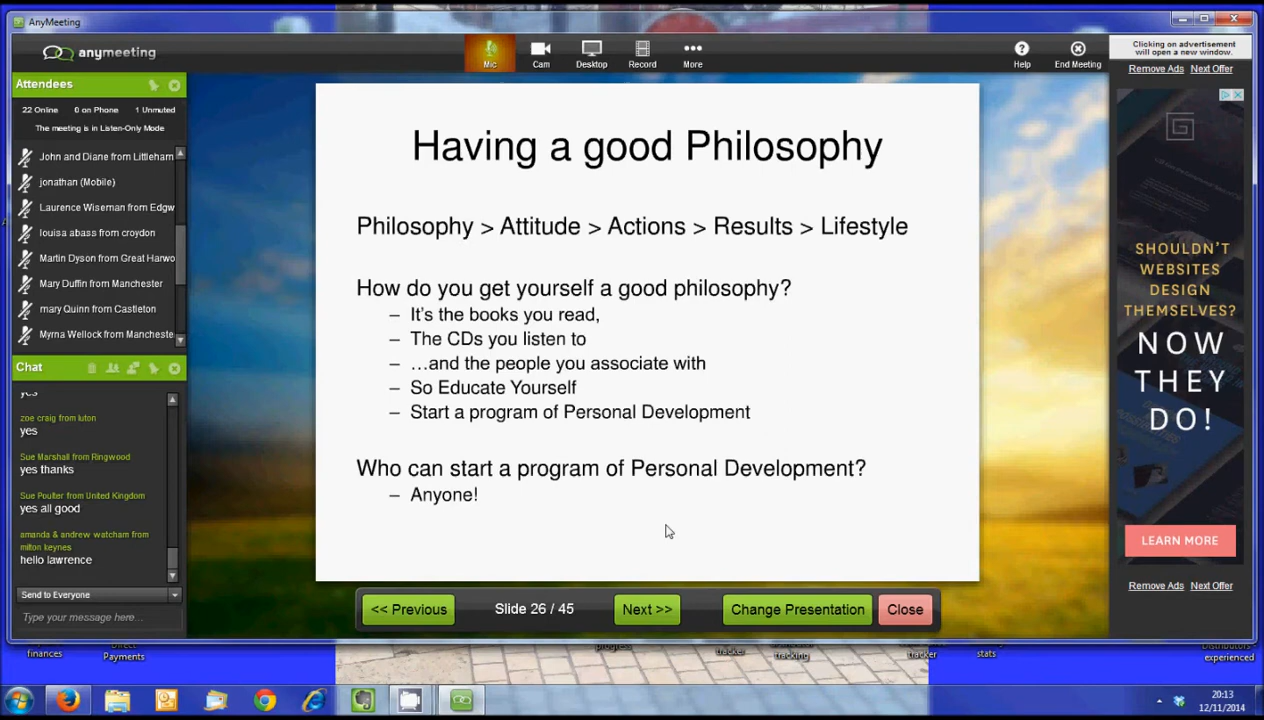 AnyMeeting
anymeeting
Mic
Cam
Desktop
Record
More
Help
End Meeting
Clicking on advertisement
will open a new window.
Remove Ads Next Offer
Attendees
22 Online 0 on Phone 1 Unmuted
The meeting is in Listen-Only Mode
John and Diane from Littleham
jonathan (Mobile)
Laurence Wiseman from Edgw
louisa abass from croydon
Martin Dyson from Great Harwo
Mary Duffin from Manchester
mary Quinn from Castleton
Myrna Wellock from Mancheste
Chat
yes
zoe craig from luton
yes
Sue Marshall from Ringwood
yes thanks
Sue Poulter from United Kingdom
yes all good
amanda & andrew watcham from
milton keynes
hello lawrence
Send to Everyone
Type your message here...
Having a good Philosophy
Philosophy > Attitude > Actions > Results > Lifestyle
How do you get yourself a good philosophy?
– It's the books you read,
– The CDs you listen to
– …and the people you associate with
– So Educate Yourself
– Start a program of Personal Development
Who can start a program of Personal Development?
– Anyone!
<< Previous
Slide 26 / 45
Next >>
Change Presentation
Close
SHOULDN'T
WEBSITES
DESIGN
THEMSELVES?
NOW
THEY
DO!
LEARN MORE
Remove Ads Next Offer
finances
Direct
Payments
progress
tracker
tracking
tracker
stats
Distributors -
experienced
20:13
12/11/2014